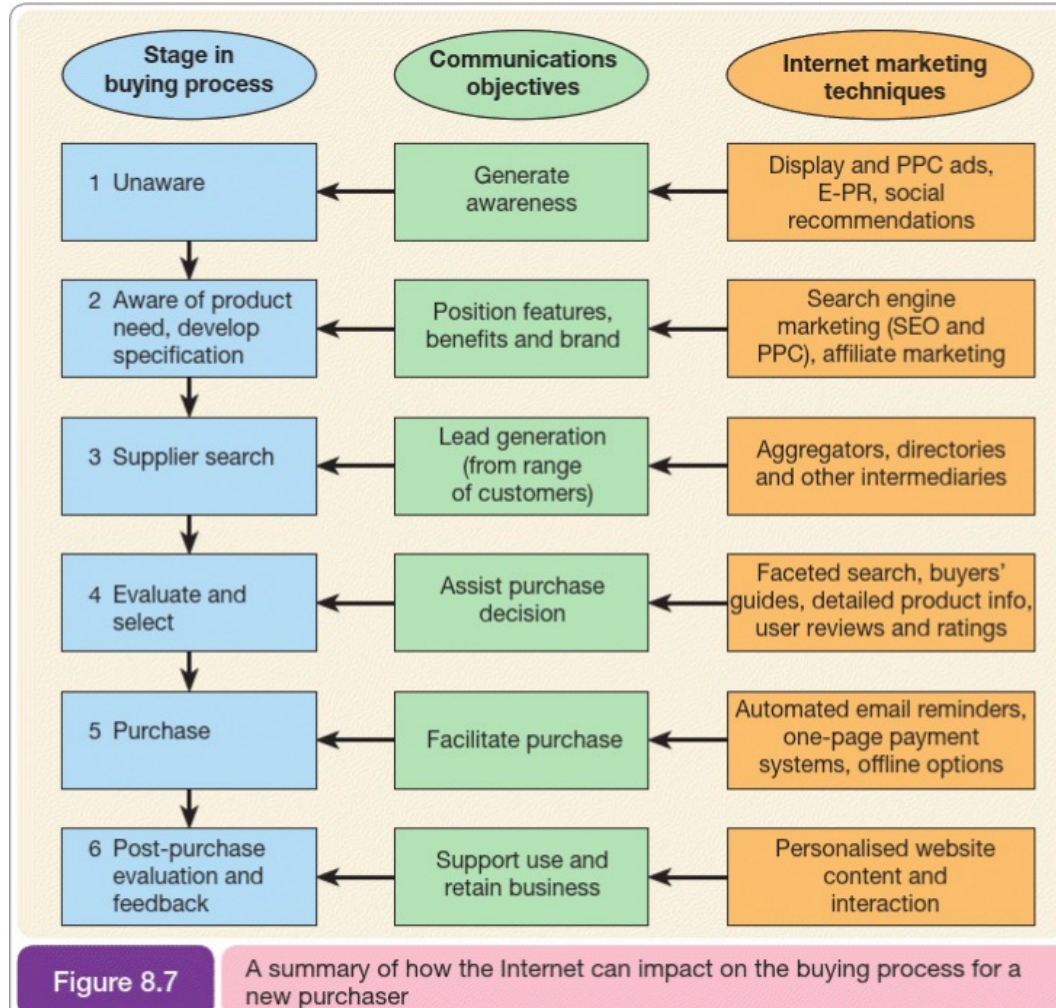 Stage in
buying process
Communications
objectives
Internet marketing
techniques
1 Unaware
Generate
awareness
Display and PPC ads,
E-PR, social
recommendations
2 Aware of product
need, develop
specification
Position features,
benefits and brand
Search engine
marketing (SEO and
PPC), affiliate marketing
3 Supplier search
Lead generation
(from range
of customers)
Aggregators, directories
and other intermediaries
4 Evaluate and
select
Assist purchase
decision
Faceted search, buyers’
guides, detailed product info,
user reviews and ratings
5 Purchase
Facilitate purchase
Automated email reminders,
one-page payment
systems, offline options
6 Post-purchase
evaluation and
feedback
Support use and
retain business
Personalised website
content and
interaction
Figure 8.7
A summary of how the Internet can impact on the buying process for a
new purchaser